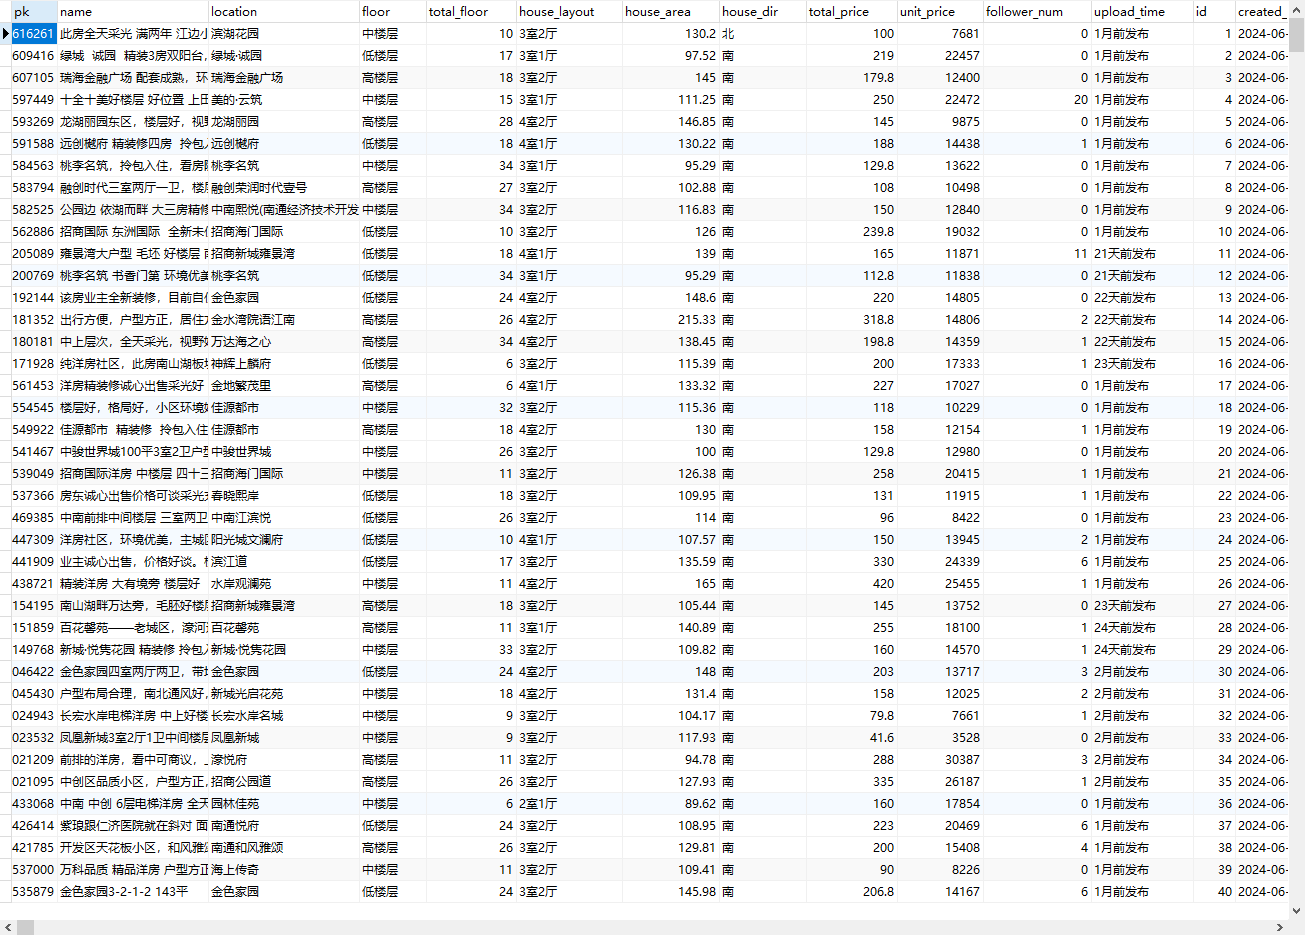 pk name location floor total_floor house_layout house_area house_dir total_price unit_price follower_num upload_time id created_
616261 此房全天采光 满两年 江边小 滨湖花园 中楼层 10 3室2厅 130.2 北 100 7681 0 1月前发布 1 2024-06-
609416 绿城 诚园 精装3房双阳台, 绿城·诚园 低楼层 17 3室1厅 97.52 南 219 22457 0 1月前发布 2 2024-06-
607105 瑞海金融广场 配套成熟，环 瑞海金融广场 高楼层 18 3室2厅 145 南 179.8 12400 0 1月前发布 3 2024-06-
597449 十全十美好楼层 好位置 上 美的·云筑 中楼层 15 3室1厅 111.25 南 250 22472 20 1月前发布 4 2024-06-
593269 龙湖丽园东区，楼层好，视 龙湖丽园 高楼层 28 4室2厅 146.85 南 145 9875 0 1月前发布 5 2024-06-
591588 远创樾府 精装修四房 拎包 远创樾府 低楼层 18 4室1厅 130.22 南 188 14438 1 1月前发布 6 2024-06-
584563 桃李名筑，拎包入住，看房 桃李名筑 中楼层 34 3室1厅 95.29 南 129.8 13622 0 1月前发布 7 2024-06-
583794 融创时代三室两厅一卫，楼 融创荣润时代壹号 高楼层 27 3室2厅 102.88 南 108 10498 0 1月前发布 8 2024-06-
582525 公园边 依湖而畔 大三房精修 中南熙悦(南通经济技术开发 中楼层 34 3室2厅 116.83 南 150 12840 0 1月前发布 9 2024-06-
562886 招商国际 东洲国际 全新未 招商海门国际 低楼层 10 3室2厅 126 南 239.8 19032 0 1月前发布 10 2024-06-
205089 雍景湾大户型 毛坯 好楼层 招商新城雍景湾 低楼层 18 4室1厅 139 南 165 11871 11 21天前发布 11 2024-06-
200769 桃李名筑 书香门第 环境优美 桃李名筑 低楼层 34 3室1厅 95.29 南 112.8 11838 0 21天前发布 12 2024-06-
192144 该房业主全新装修，目前自 金色家园 低楼层 24 4室2厅 148.6 南 220 14805 0 22天前发布 13 2024-06-
181352 出行方便，户型方正，居住 金水湾院语江南 高楼层 26 4室2厅 215.33 南 318.8 14806 2 22天前发布 14 2024-06-
180181 中上层次，全天采光，视野 万达海之心 高楼层 34 4室2厅 138.45 南 198.8 14359 1 22天前发布 15 2024-06-
171928 纯洋房社区，此房南山湖板 神辉上麟府 低楼层 6 3室2厅 115.39 南 200 17333 1 23天前发布 16 2024-06-
561453 洋房精装修诚心出售采光好 金地繁茂里 高楼层 6 4室1厅 133.32 南 227 17027 0 1月前发布 17 2024-06-
554545 楼层好，格局好，小区环境 佳源都市 中楼层 32 3室2厅 115.36 南 118 10229 0 1月前发布 18 2024-06-
549922 佳源都市 精装修 拎包入住 佳源都市 高楼层 18 4室2厅 130 南 158 12154 1 1月前发布 19 2024-06-
541467 中骏世界城100平3室2卫户 中骏世界城 中楼层 26 3室2厅 100 南 129.8 12980 0 1月前发布 20 2024-06-
539049 招商国际洋房 中楼层 四十三 招商海门国际 中楼层 11 3室2厅 126.38 南 258 20415 1 1月前发布 21 2024-06-
537366 房东诚心出售价格可谈采光 春晓熙岸 低楼层 18 3室2厅 109.95 南 131 11915 1 1月前发布 22 2024-06-
469385 中南前排中间楼层 三室两卫 中南江滨悦 低楼层 26 3室2厅 114 南 96 8422 0 1月前发布 23 2024-06-
447309 洋房社区，环境优美，主城 阳光城文澜府 低楼层 10 4室1厅 107.57 南 150 13945 2 1月前发布 24 2024-06-
441909 业主诚心出售，价格好谈。 滨江道 低楼层 17 3室2厅 135.59 南 330 24339 6 1月前发布 25 2024-06-
438721 精装洋房 大有境旁 楼层好 水岸观澜苑 中楼层 11 4室2厅 165 南 420 25455 1 1月前发布 26 2024-06-
154195 南山湖畔万达旁，毛胚好楼 招商新城雍景湾 高楼层 18 3室2厅 105.44 南 145 13752 0 23天前发布 27 2024-06-
151859 百花馨苑——老城区，濠河 百花馨苑 高楼层 11 3室1厅 140.89 南 255 18100 1 24天前发布 28 2024-06-
149768 新城·悦隽花园 精装修 拎包 新城·悦隽花园 中楼层 33 3室2厅 109.82 南 160 14570 1 24天前发布 29 2024-06-
046422 金色家园四室两厅两卫，带 金色家园 低楼层 24 4室2厅 148 南 203 13717 3 2月前发布 30 2024-06-
045430 户型布局合理，南北通风好, 新城光启花苑 中楼层 18 4室2厅 131.4 南 158 12025 2 2月前发布 31 2024-06-
024943 长宏水岸电梯洋房 中上好楼 长宏水岸名城 中楼层 9 3室2厅 104.17 南 79.8 7661 1 2月前发布 32 2024-06-
023532 凤凰新城3室2厅1卫中间楼 凤凰新城 中楼层 9 3室2厅 117.93 南 41.6 3528 0 2月前发布 33 2024-06-
021209 前排的洋房，看中可商议， 濠悦府 高楼层 11 3室2厅 94.78 南 288 30387 3 2月前发布 34 2024-06-
021095 中创区品质小区，户型方正, 招商公园道 高楼层 26 3室2厅 127.93 南 335 26187 1 2月前发布 35 2024-06-
433068 中南 中创 6层电梯洋房 全天 园林佳苑 中楼层 6 2室1厅 89.62 南 160 17854 0 1月前发布 36 2024-06-
426414 紫琅跟仁济医院就在斜对 面 南通悦府 低楼层 24 3室2厅 108.95 南 223 20469 6 1月前发布 37 2024-06-
421785 开发区天花板小区，和风雅 南通和风雅颂 高楼层 26 3室2厅 129.81 南 200 15408 4 1月前发布 38 2024-06-
537000 万科品质 精品洋房 户型方正 海上传奇 中楼层 11 3室2厅 109.41 南 90 8226 0 1月前发布 39 2024-06-
535879 金色家园3-2-1-2 143平 金色家园 低楼层 24 3室2厅 145.98 南 206.8 14167 6 1月前发布 40 2024-06-